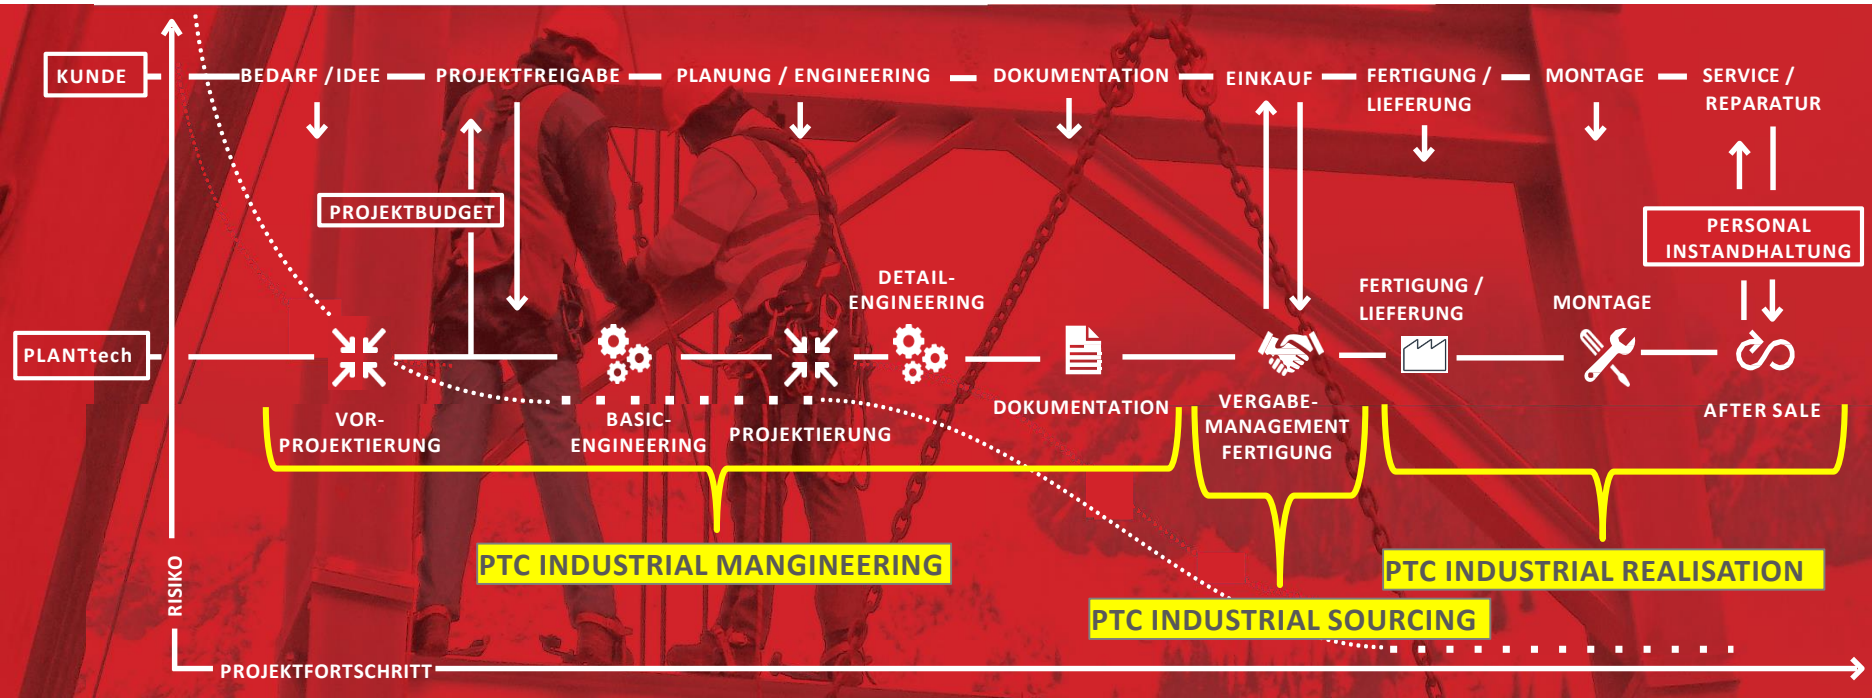 KUNDE
BEDARF / IDEE
PROJEKTFREIGABE
PLANUNG / ENGINEERING
DOKUMENTATION
EINKAUF
FERTIGUNG /
LIEFERUNG
MONTAGE
SERVICE /
REPARATUR
PROJEKTBUDGET
PERSONAL
INSTANDHALTUNG
PLANTtech
VOR-
PROJEKTIERUNG
BASIC-
ENGINEERING
PROJEKTIERUNG
DETAIL-
ENGINEERING
DOKUMENTATION
VERGABE-
MANAGEMENT
FERTIGUNG
FERTIGUNG /
LIEFERUNG
MONTAGE
AFTER SALE
PTC INDUSTRIAL MANGINEERING
PTC INDUSTRIAL SOURCING
PTC INDUSTRIAL REALISATION
RISIKO
PROJEKTFORTSCHRITT